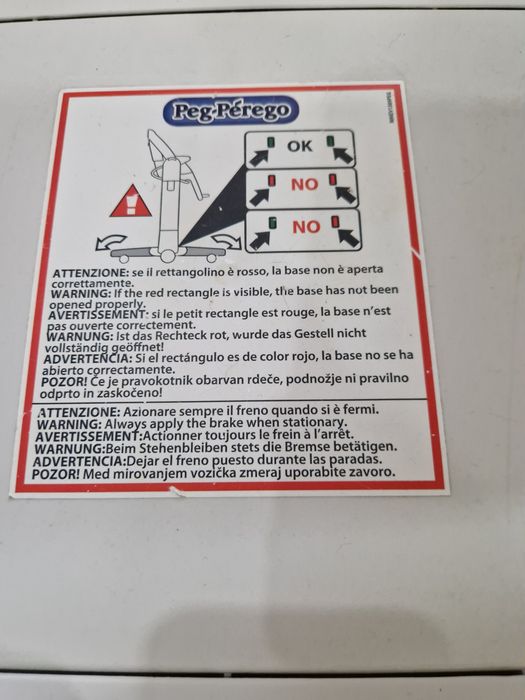 Peg-Pérego
OK
NO
NO
ATTENZIONE: se il rettangolino è rosso, la base non è aperta
correttamente.
WARNING: If the red rectangle is visible, the base has not been
opened properly.
AVERTISSEMENT: si le petit rectangle est rouge, la base n'est
pas ouverte correctement.
WARNUNG: Ist das Rechteck rot, wurde das Gestell nicht
vollständig geöffnet!
ADVERTENCIA: Si el rectángulo es de color rojo, la base no se ha
abierto correctamente.
POZOR! Če je pravokotnik obarvan rdeče, podnožje ni pravilno
odprto in zaskočeno!
ATTENZIONE: Azionare sempre il freno quando si è fermi.
WARNING: Always apply the brake when stationary.
AVERTISSEMENT:Actionner toujours le frein à l'arrêt.
WARNUNG:Beim Stehenbleiben stets die Bremse betätigen.
ADVERTENCIA:Dejar el freno puesto durante las paradas.
POZOR! Med mirovanjem vozička zmeraj uporabite zavoro.